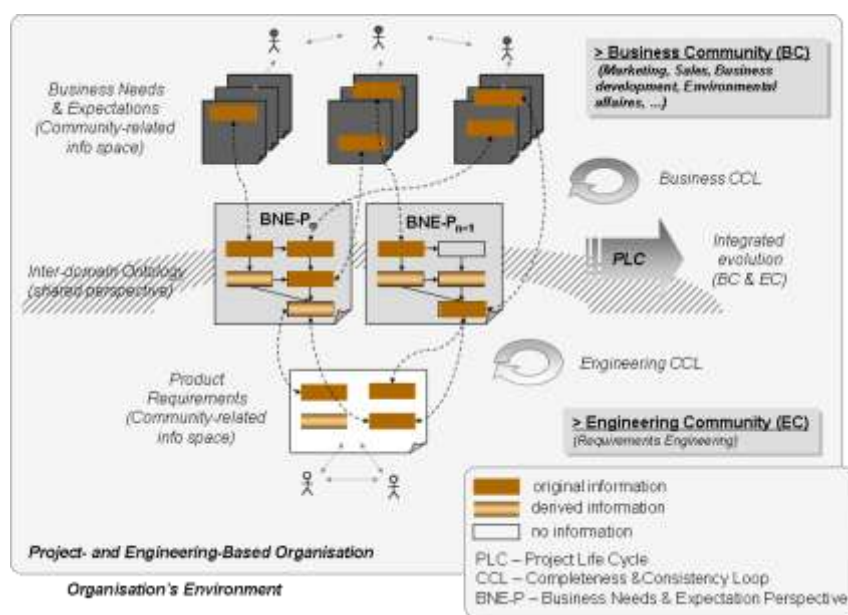 > Business Community (BC)
(Marketing, Sales, Business
development, Environmental
affaires, ...)
Business Needs
& Expectations
(Community-related
info space)
Business CCL
BNE-P
BNE-Pn=1
PLC
Integrated
evolution
(BC & EC)
Inter-domain Ontology
(shared perspective)
Engineering CCL
Product
Requirements
(Community-related
info space)
> Engineering Community (EC)
(Requirements Engineering)
original information
derived information
no information
PLC – Project Life Cycle
CCL – Completeness &Consistency Loop
BNE-P – Business Needs & Expectation Perspective
Project- and Engineering-Based Organisation
Organisation's Environment